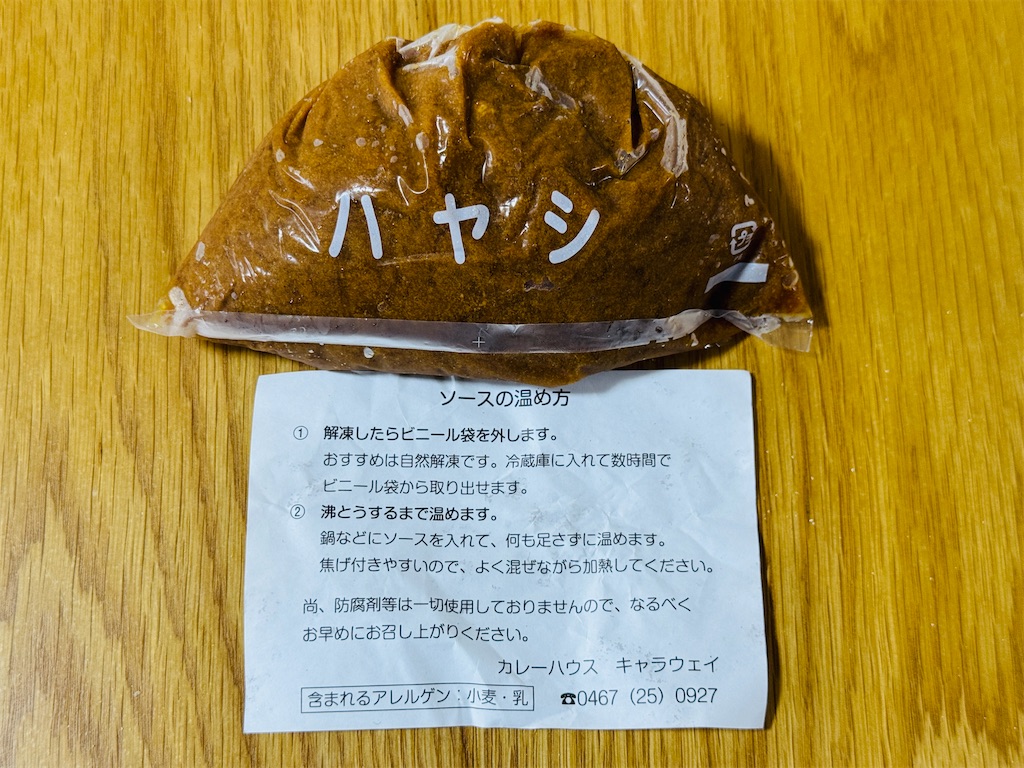 ハヤシ
ソースの温め方
① 解凍したらビニール袋を外します。
おすすめは自然解凍です。冷蔵庫に入れて数時間で
ビニール袋から取り出せます。
② 沸とうするまで温めます。
鍋などにソースを入れて、何も足さずに温めます。
焦げ付きやすいので、よく混ぜながら加熱してください。
尚、防腐剤等は一切使用しておりませんので、なるべく
お早めにお召し上がりください。
カレーハウス キャラウェイ
含まれるアレルゲン：小麦・乳
☎0467（25）0927